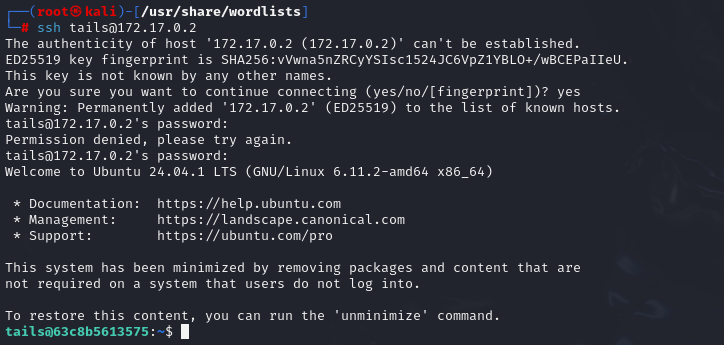 ┌──(root㉿kali)-[/usr/share/wordlists]
└─# ssh tails@172.17.0.2
The authenticity of host '172.17.0.2 (172.17.0.2)' can't be established.
ED25519 key fingerprint is SHA256:vVwna5nZRCyYSIsc1524JC6VpZ1YBLO+/wBCEPaIIeU.
This key is not known by any other names.
Are you sure you want to continue connecting (yes/no/[fingerprint])? yes
Warning: Permanently added '172.17.0.2' (ED25519) to the list of known hosts.
tails@172.17.0.2's password:
Permission denied, please try again.
tails@172.17.0.2's password:
Welcome to Ubuntu 24.04.1 LTS (GNU/Linux 6.11.2-amd64 x86_64)

 * Documentation:  https://help.ubuntu.com
 * Management:     https://landscape.canonical.com
 * Support:        https://ubuntu.com/pro

This system has been minimized by removing packages and content that are
not required on a system that users do not log into.

To restore this content, you can run the 'unminimize' command.
tails@63c8b5613575:~$